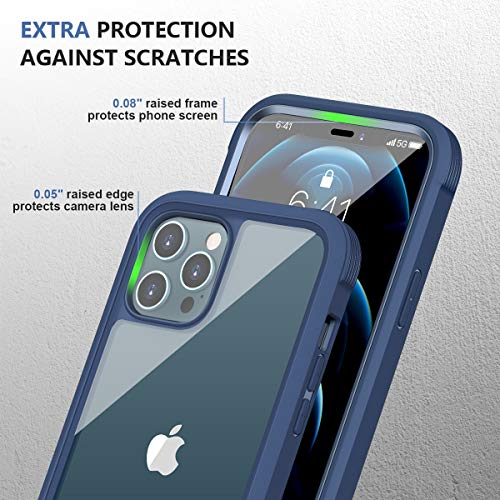 EXTRA PROTECTION
AGAINST SCRATCHES
0.08" raised frame
protects phone screen
0.05" raised edge
protects camera lens
6:41
5G
6:41